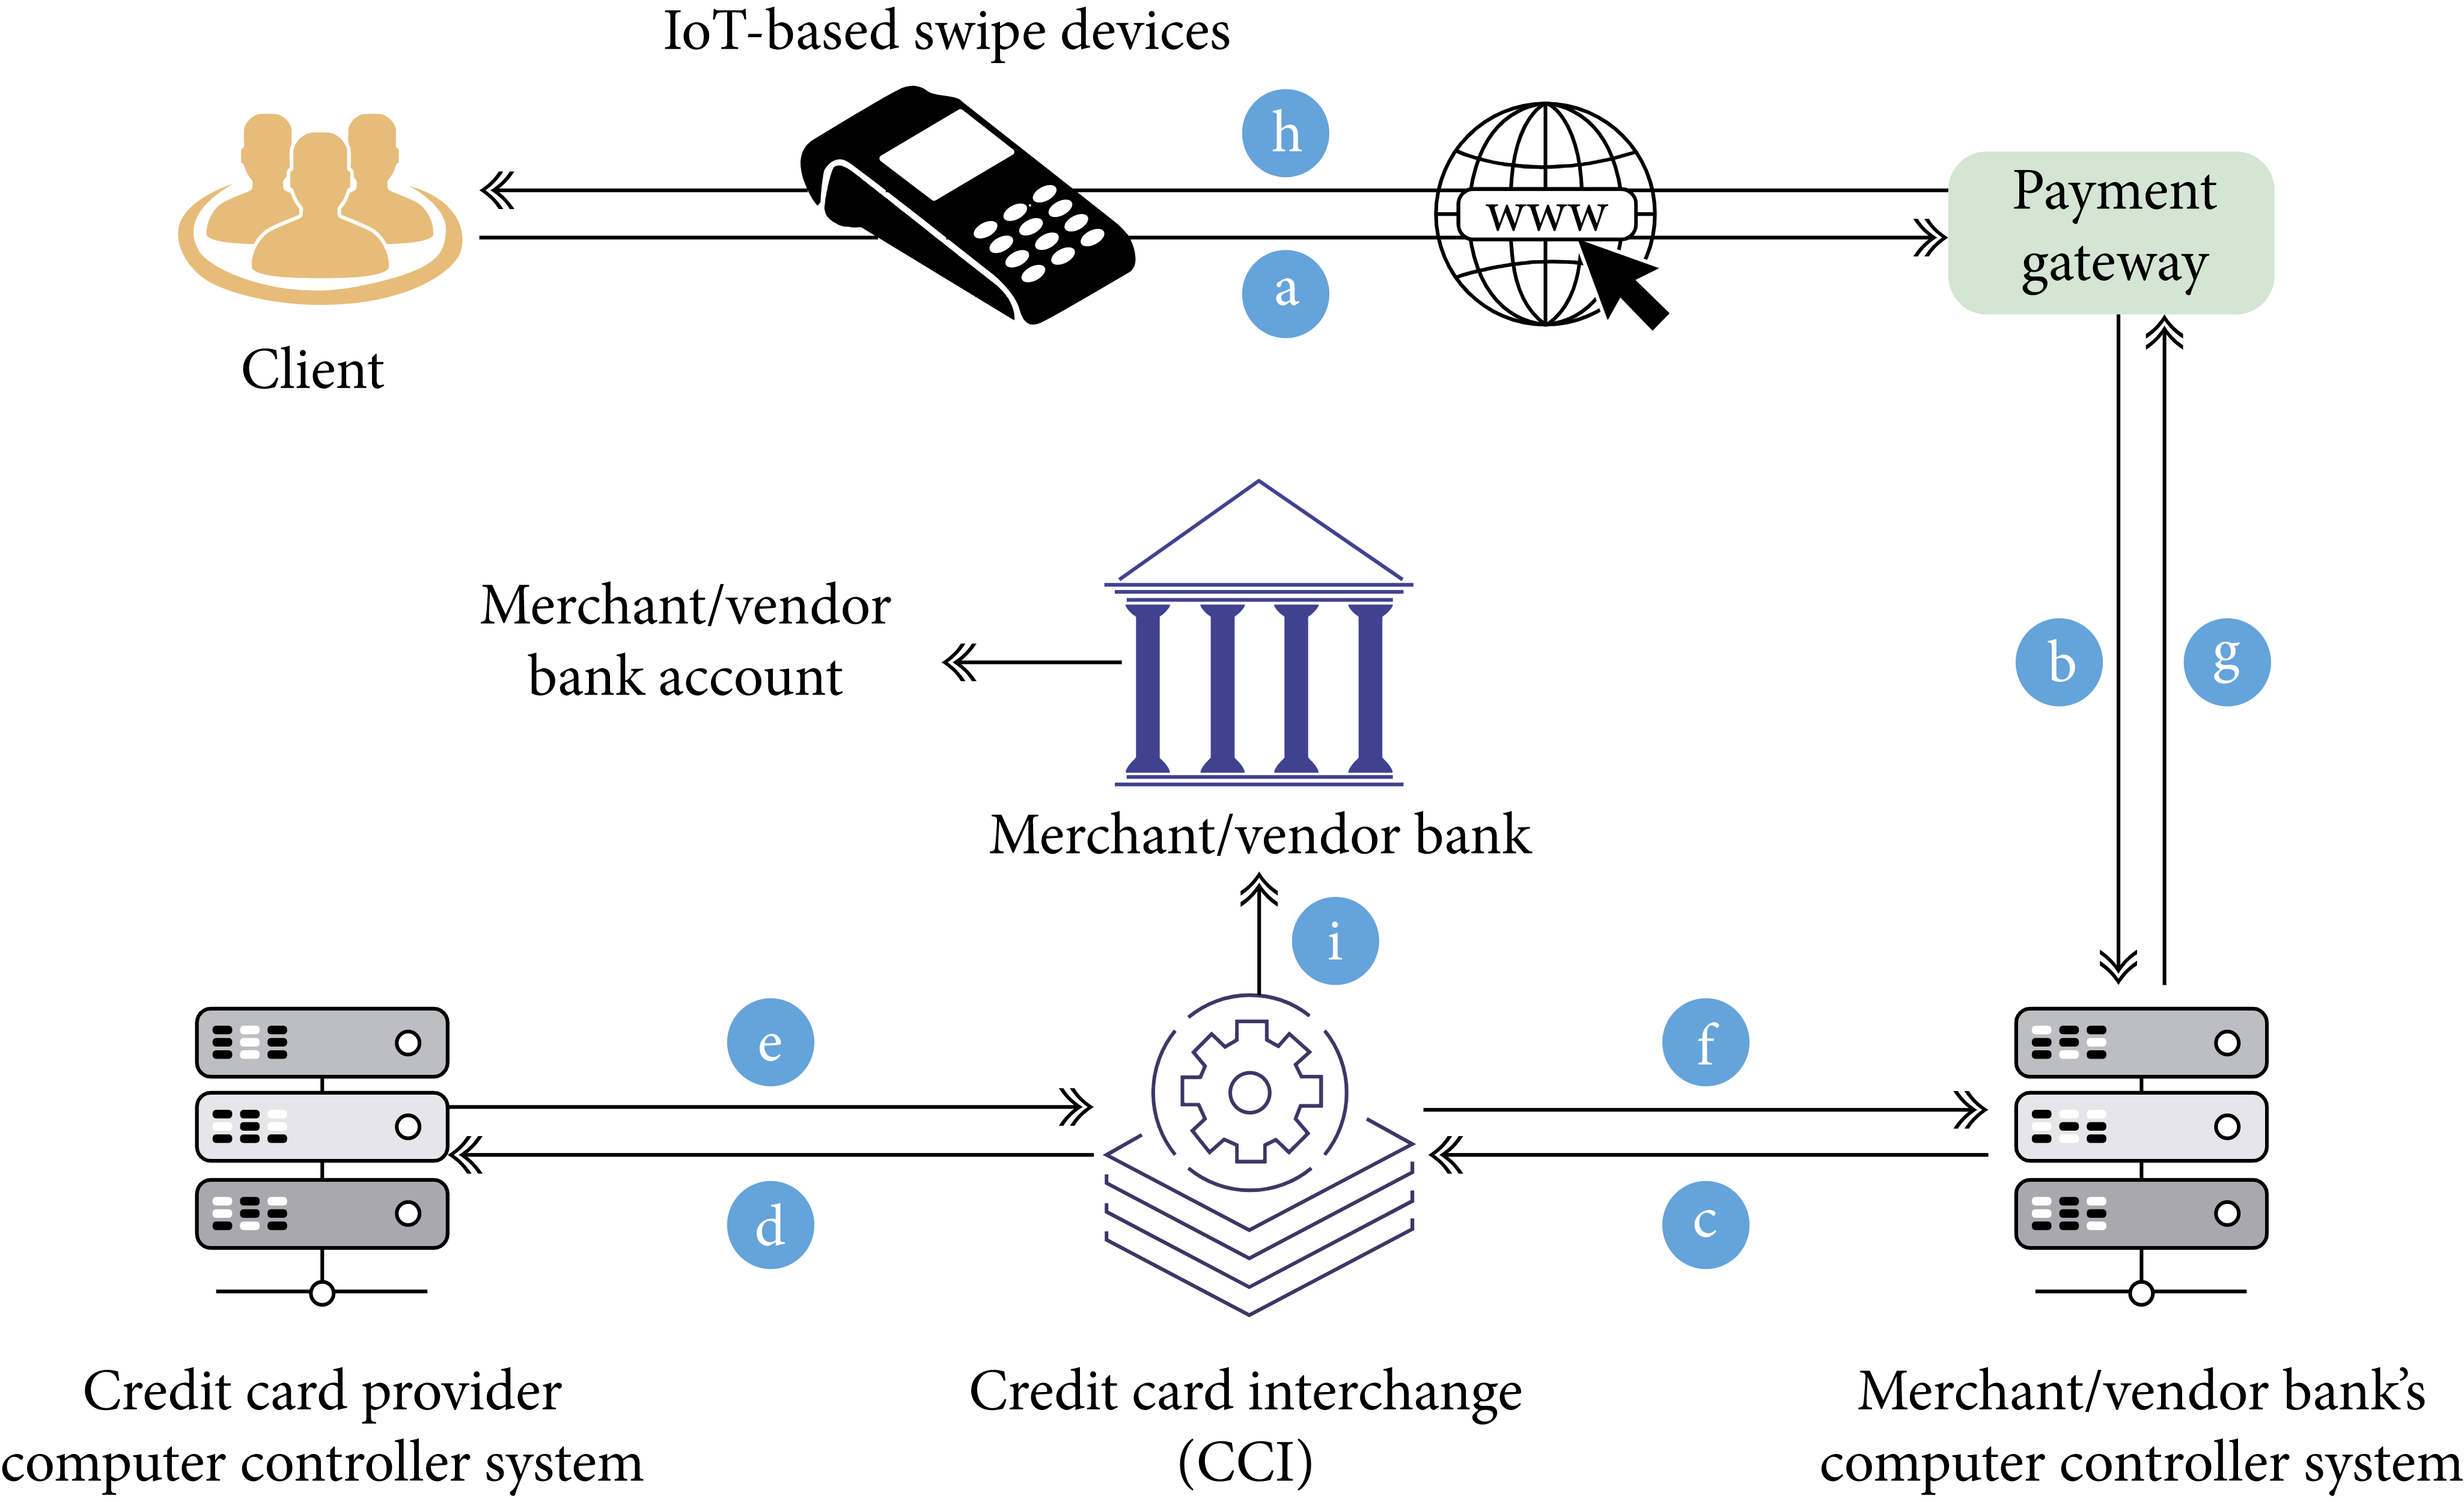 IoT-based swipe devices
h
www
Payment
gateway
a
Client
Merchant/vendor
bank account
b
g
Merchant/vendor bank
i
e
f
d
c
Credit card provider
computer controller system
Credit card interchange
(CCI)
Merchant/vendor bank's
computer controller system